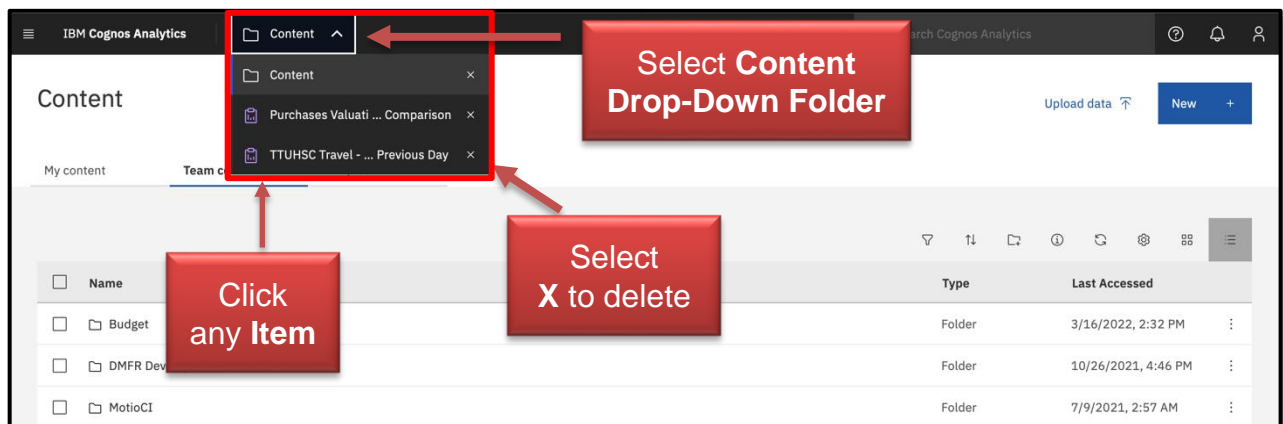 IBM Cognos Analytics
Content
Select Content
Drop-Down Folder
arch Cognos Analytics
Content
Content
Upload data
New +
Purchases Valuati ... Comparison
TTUHSC Travel - ... Previous Day
My content
Team c
Select
X to delete
Click
any Item
Name
Type
Last Accessed
Budget
Folder
3/16/2022, 2:32 PM
DMFR Dev
Folder
10/26/2021, 4:46 PM
MotioCI
Folder
7/9/2021, 2:57 AM